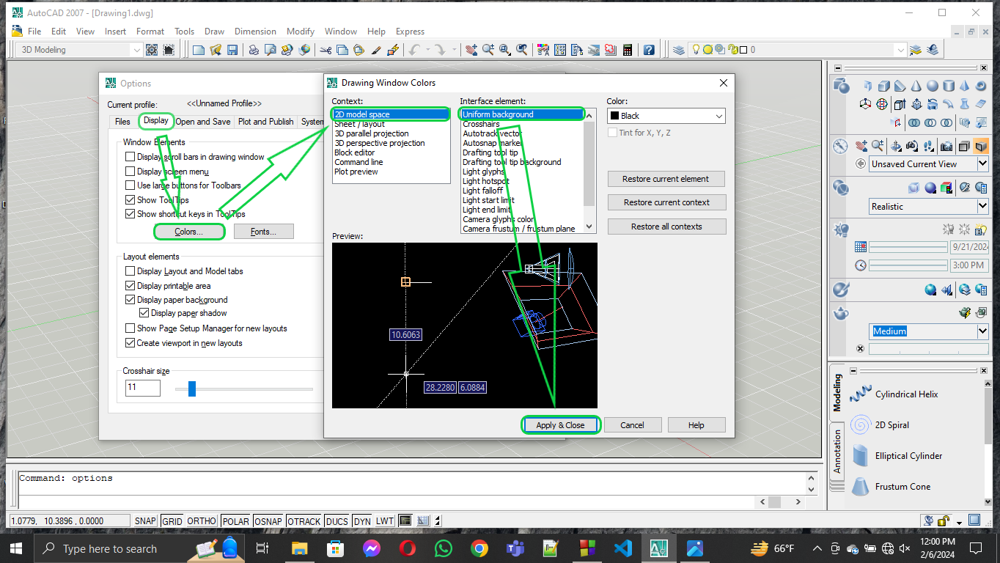 AutoCAD 2007 - [Drawing1.dwg]
File Edit View Insert Format Tools Draw Dimension Modify Window Help Express
3D Modeling
0
Options
Current profile: <<Unnamed Profile>>
Files Display Open and Save Plot and Publish System
Window Elements
Display scroll bars in drawing window
Display screen menu
Use large buttons for Toolbars
Show ToolTips
Show shortcut keys in ToolTips
Colors... Fonts...
Layout elements
Display Layout and Model tabs
Display printable area
Display paper background
Display paper shadow
Show Page Setup Manager for new layouts
Create viewport in new layouts
Crosshair size
11
Drawing Window Colors
Context:
2D model space
Sheet / layout
3D parallel projection
3D perspective projection
Block editor
Command line
Plot preview
Interface element:
Uniform background
Crosshairs
Autotrack vector
Autosnap marker
Drafting tool tip
Drafting tool tip background
Light glyphs
Light hotspot
Light falloff
Light start limit
Light end limit
Camera glyphs color
Camera frustum / frustum plane
Color:
Black
Tint for X, Y, Z
Restore current element
Restore current context
Restore all contexts
Preview:
10.6063
28.2280 6.0884
Apply & Close Cancel Help
Unsaved Current View
Realistic
9/21/202
3:00 PM
Medium
Modeling
Annotation
Cylindrical Helix
2D Spiral
Elliptical Cylinder
Frustum Cone
Command: options
1.0779, 10.3896 , 0.0000 SNAP GRID ORTHO POLAR OSNAP OTRACK DUCS DYN LWT
Type here to search
66°F
12:00 PM
2/6/2024